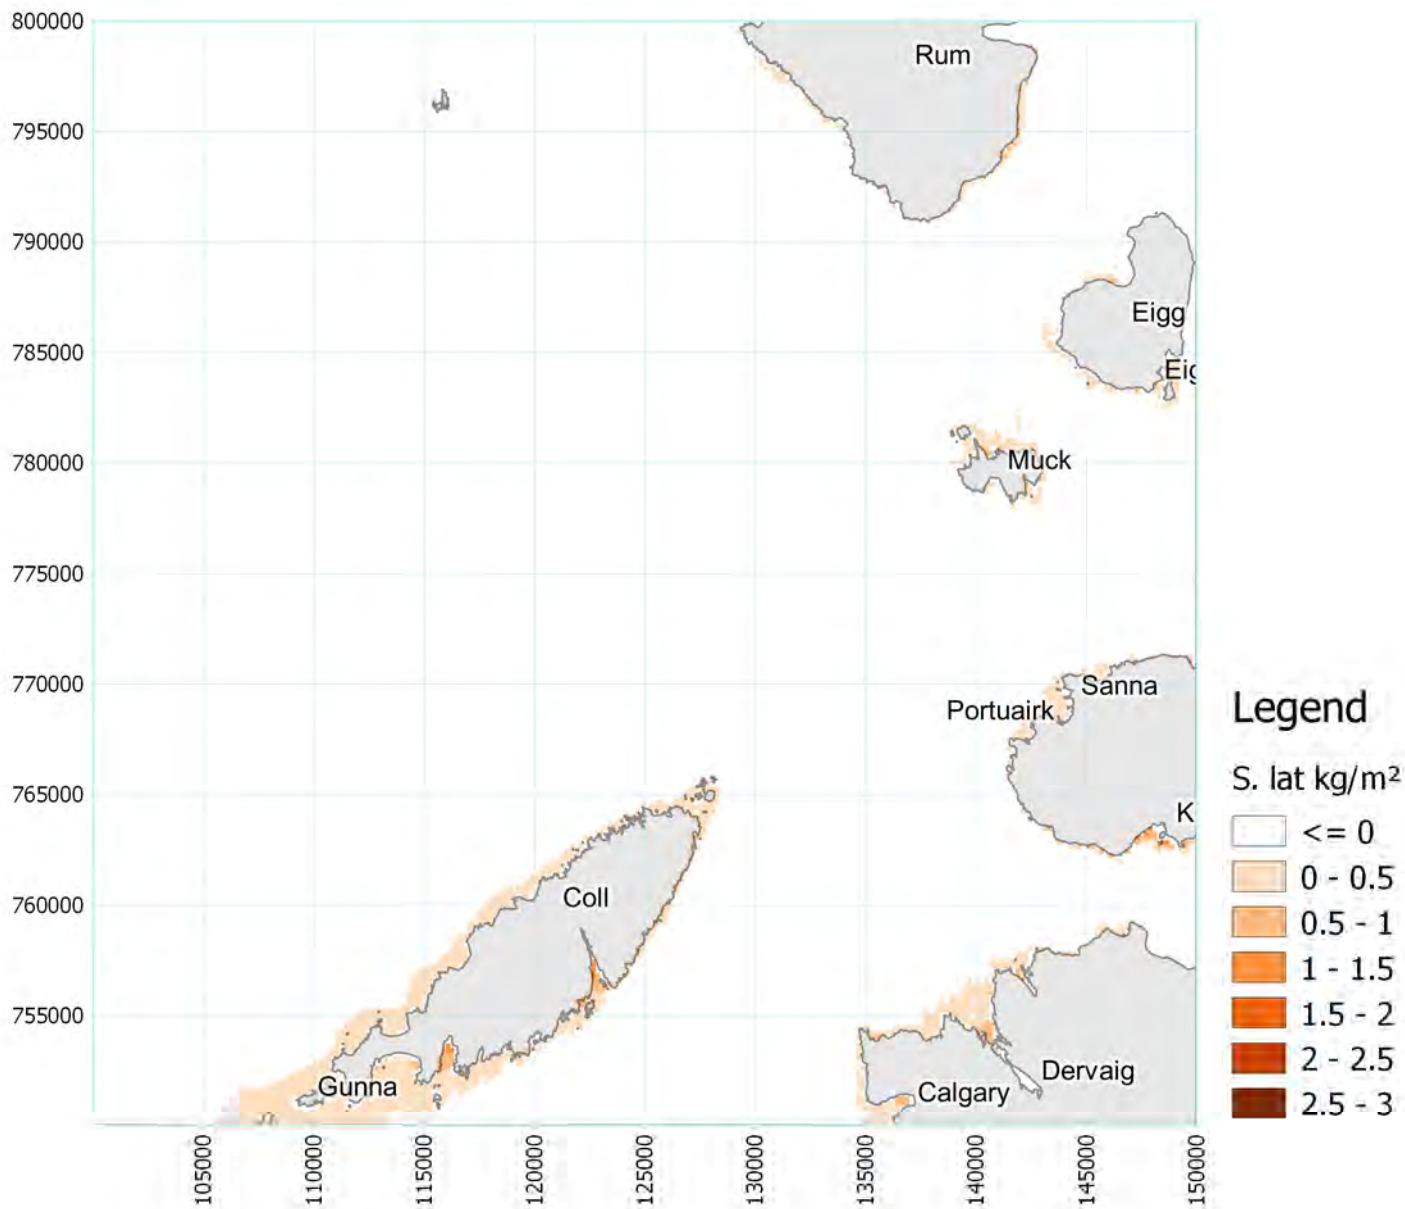 800000
Rum
795000
790000
Eigg
785000
Eig
780000
Muck
775000
770000
Sanna
Portuairk
Legend
S. lat kg/m²
765000
K
<= 0
0 - 0.5
Coll
760000
0.5 - 1
1 - 1.5
755000
1.5 - 2
2 - 2.5
Dervaig
Gunna
Calgary
2.5 - 3
105000
110000
115000
120000
125000
130000
135000
140000
145000
150000